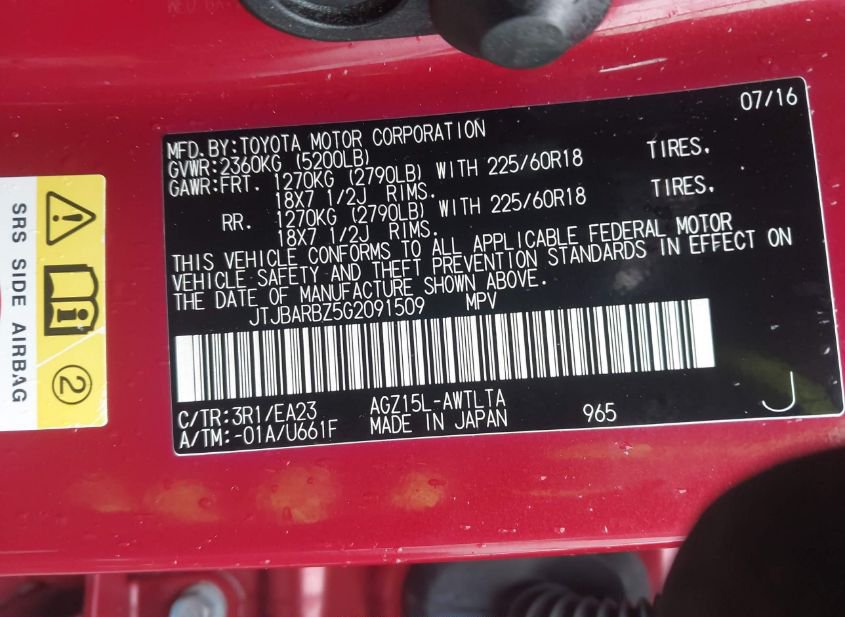 07/16
MFD.BY:TOYOTA MOTOR CORPORATION
GVWR:2360KG (5200LB)
GAWR:FRT. 1270KG (2790LB) WITH 225/60R18 TIRES,
18X7 1/2J RIMS.
RR. 1270KG (2790LB) WITH 225/60R18 TIRES,
18X7 1/2J RIMS.
THIS VEHICLE CONFORMS TO ALL APPLICABLE FEDERAL MOTOR
VEHICLE SAFETY AND THEFT PREVENTION STANDARDS IN EFFECT ON
THE DATE OF MANUFACTURE SHOWN ABOVE.
JTJBARBZ5G2091509 MPV
C/TR:3R1/EA23 AGZ15L-AWTLTA
A/TM:-01A/U661F MADE IN JAPAN 965
J
SRS SIDE AIRBAG
2